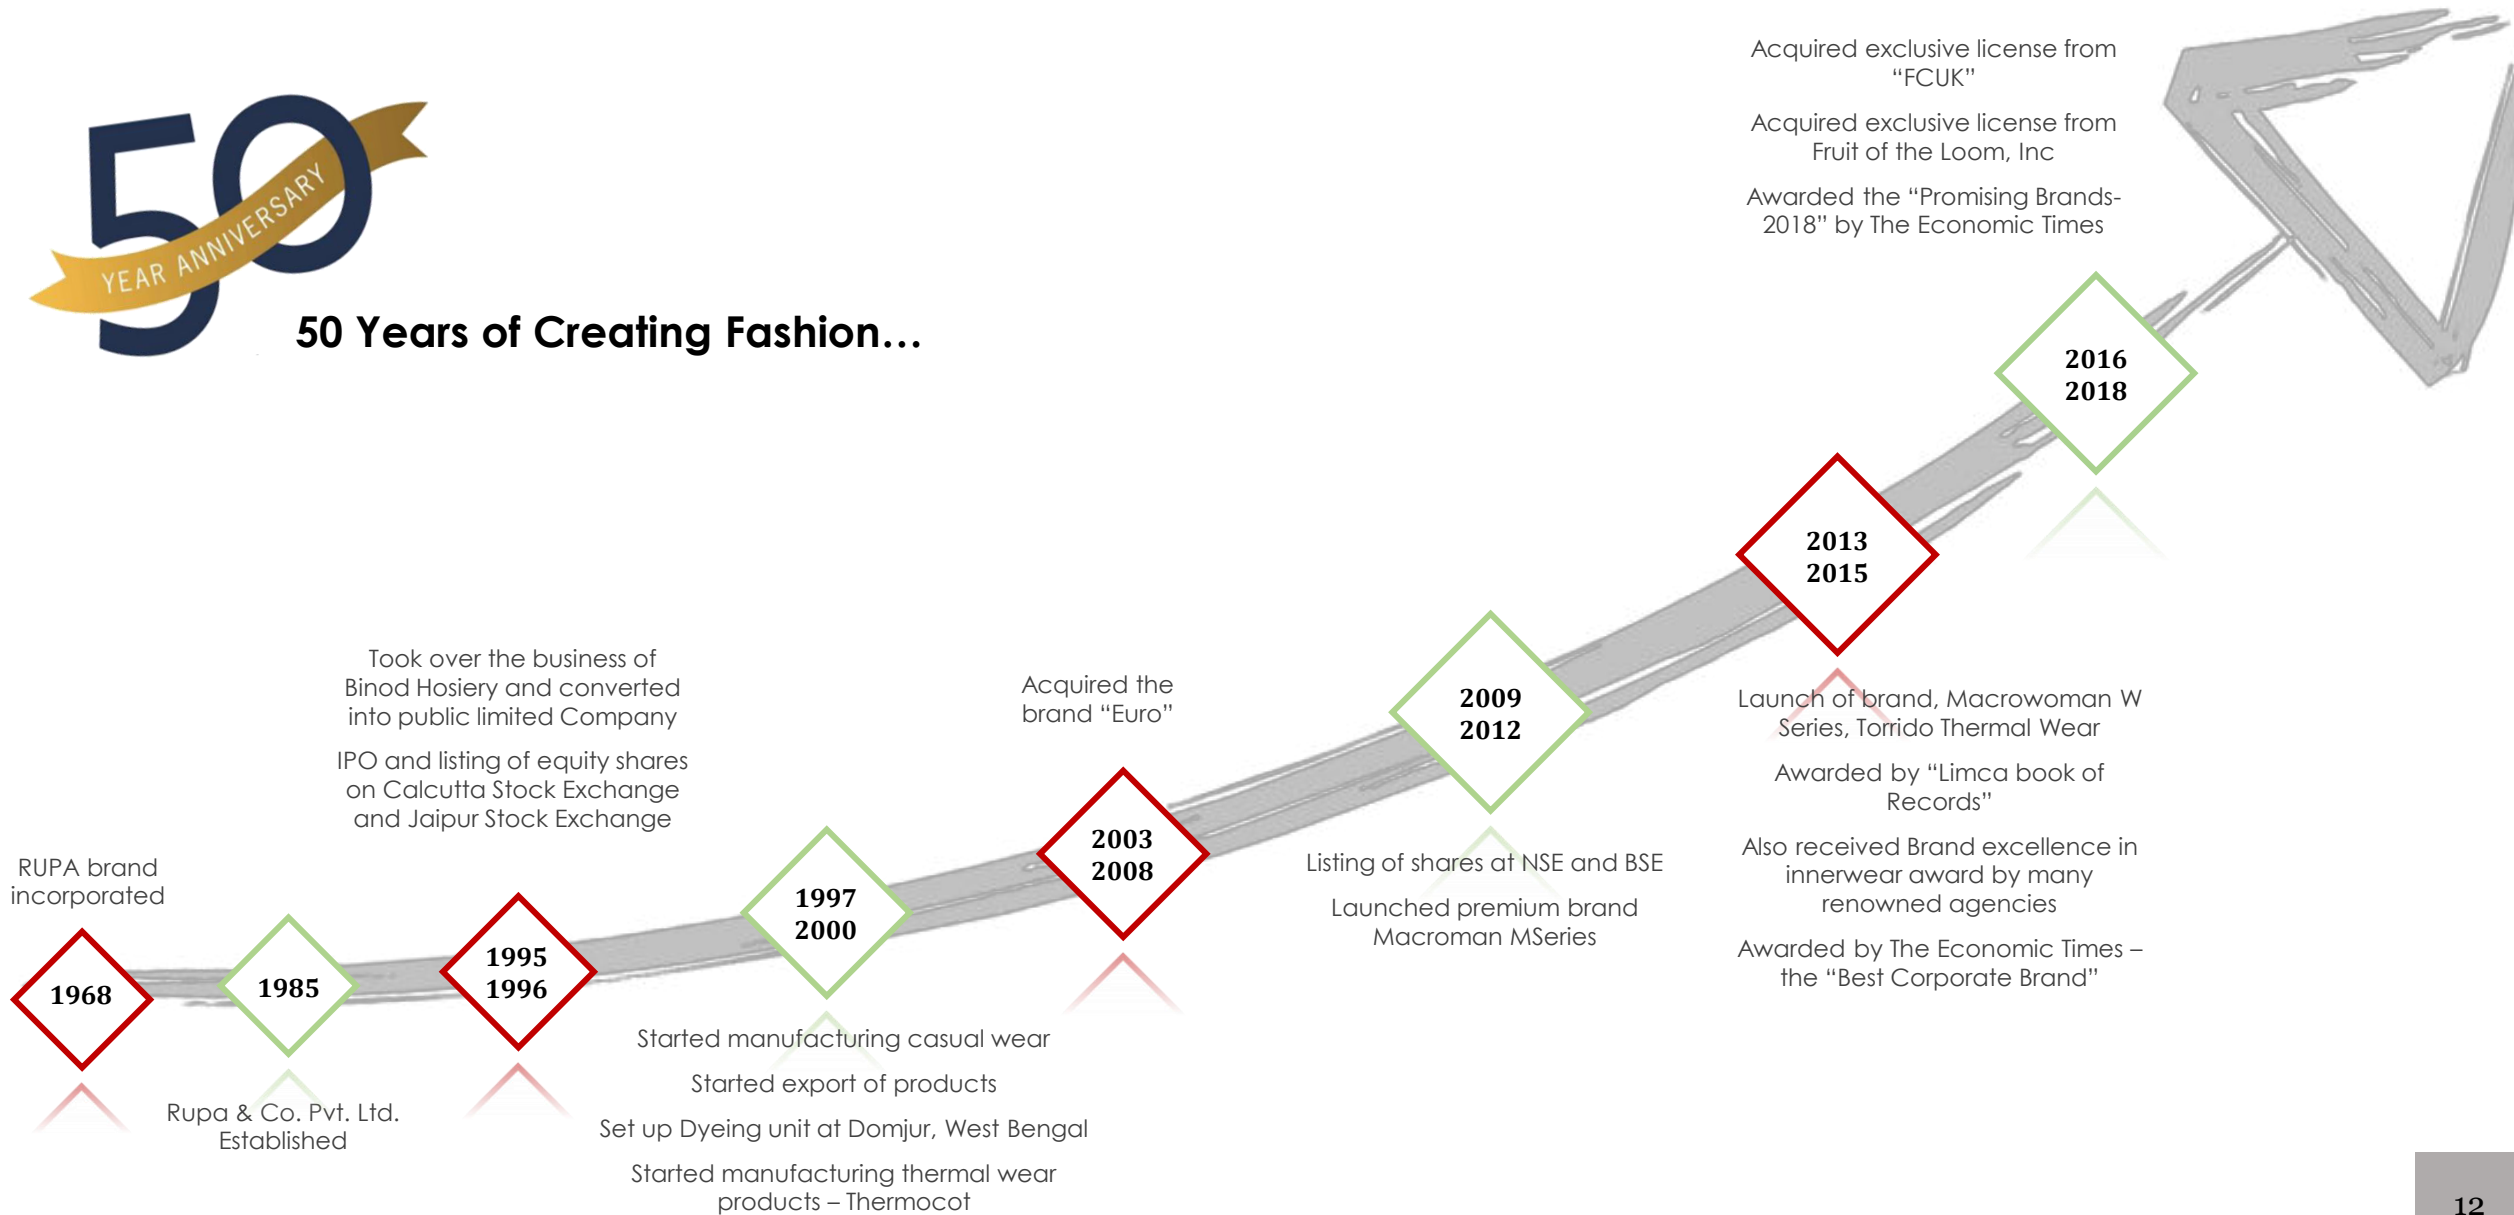 50
YEAR ANNIVERSARY
50 Years of Creating Fashion…
1968
RUPA brand
incorporated
1985
Rupa & Co. Pvt. Ltd.
Established
1995
1996
Took over the business of
Binod Hosiery and converted
into public limited Company
IPO and listing of equity shares
on Calcutta Stock Exchange
and Jaipur Stock Exchange
1997
2000
Started manufacturing casual wear
Started export of products
Set up Dyeing unit at Domjur, West Bengal
Started manufacturing thermal wear
products – Thermocot
2003
2008
Acquired the
brand “Euro”
2009
2012
Listing of shares at NSE and BSE
Launched premium brand
Macroman MSeries
2013
2015
Launch of brand, Macrowoman W
Series, Torrido Thermal Wear
Awarded by “Limca book of
Records”
Also received Brand excellence in
innerwear award by many
renowned agencies
Awarded by The Economic Times –
the “Best Corporate Brand”
2016
2018
Acquired exclusive license from
“FCUK”
Acquired exclusive license from
Fruit of the Loom, Inc
Awarded the “Promising Brands-
2018” by The Economic Times
12